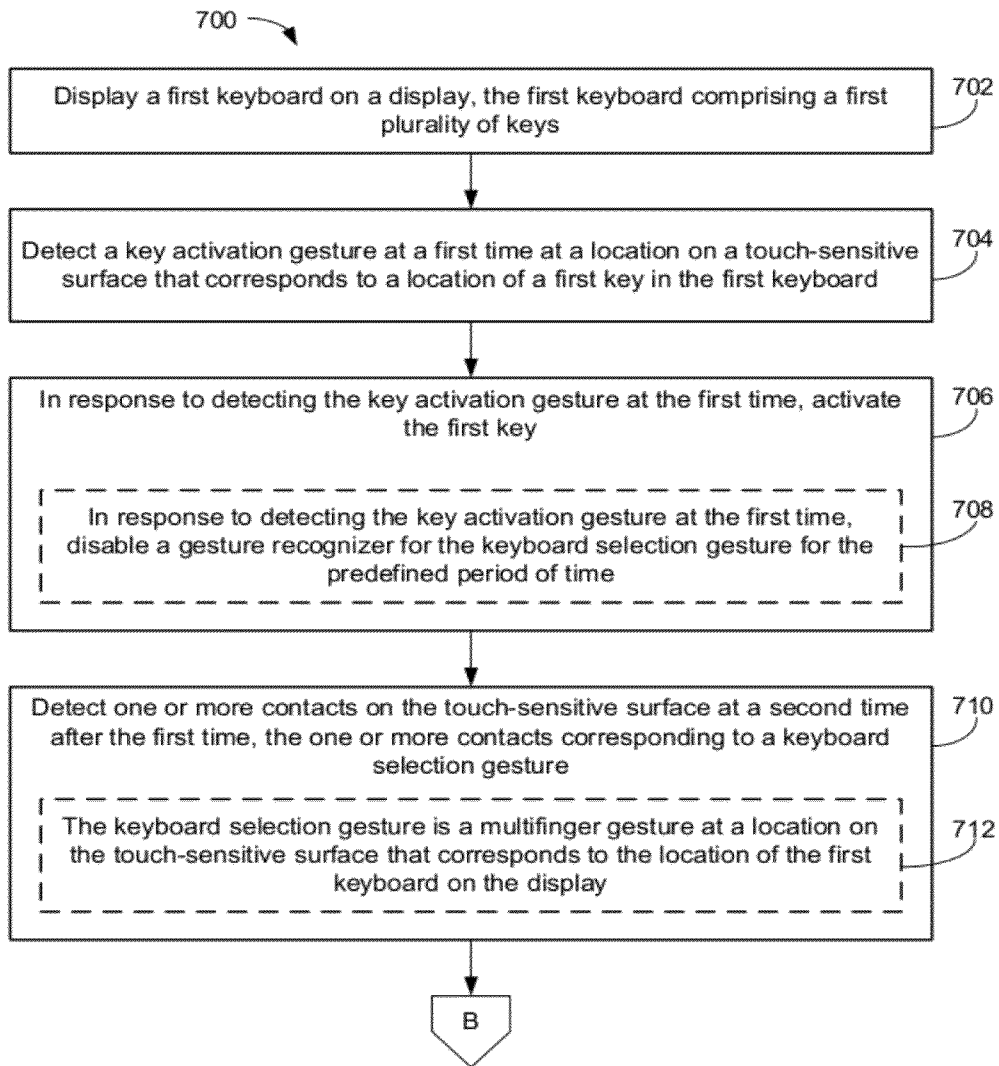 700
Display a first keyboard on a display, the first keyboard comprising a first
plurality of keys
702
Detect a key activation gesture at a first time at a location on a touch-sensitive
surface that corresponds to a location of a first key in the first keyboard
704
In response to detecting the key activation gesture at the first time, activate
the first key
706
In response to detecting the key activation gesture at the first time,
disable a gesture recognizer for the keyboard selection gesture for the
predefined period of time
708
Detect one or more contacts on the touch-sensitive surface at a second time
after the first time, the one or more contacts corresponding to a keyboard
selection gesture
710
The keyboard selection gesture is a multifinger gesture at a location on
the touch-sensitive surface that corresponds to the location of the first
keyboard on the display
712
B